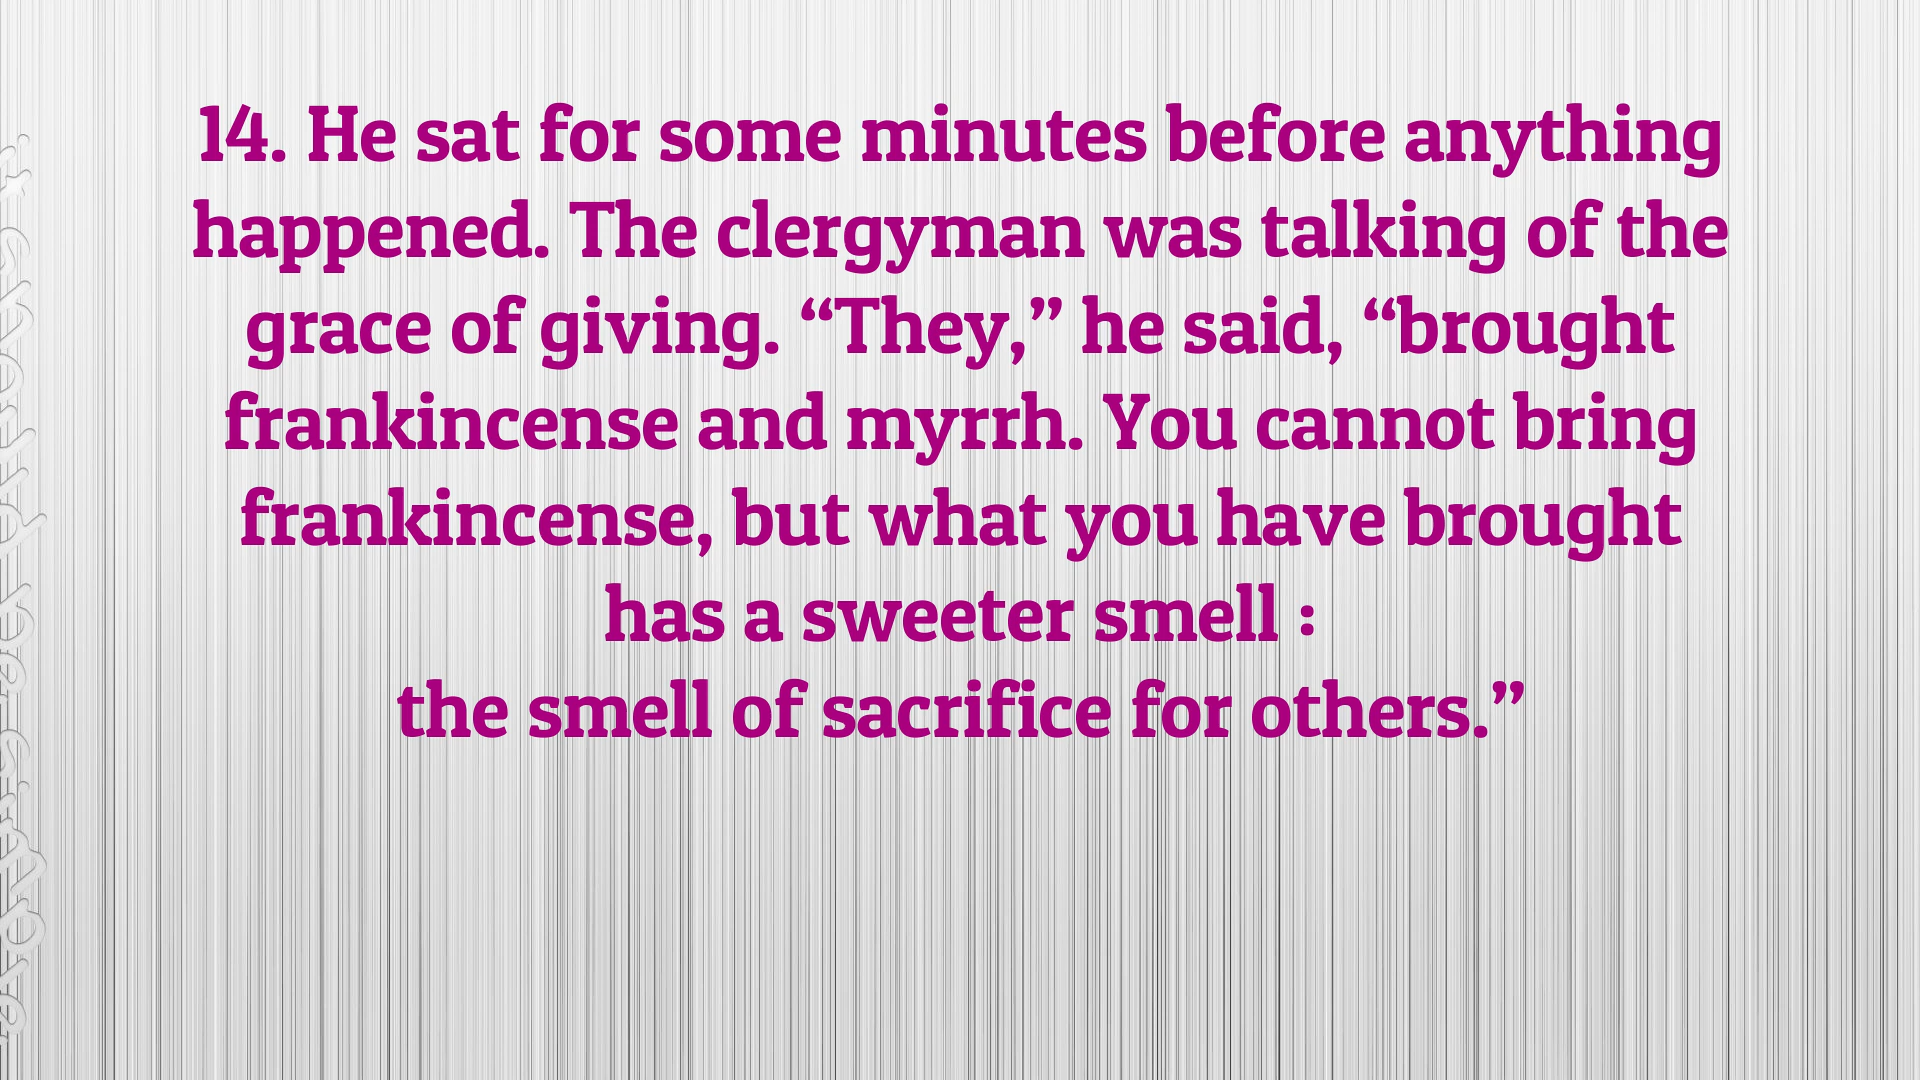 14. He sat for some minutes before anything
happened. The clergyman was talking of the
grace of giving. “They,” he said, “brought
frankincense and myrrh. You cannot bring
frankincense, but what you have brought
has a sweeter smell :
the smell of sacrifice for others.”